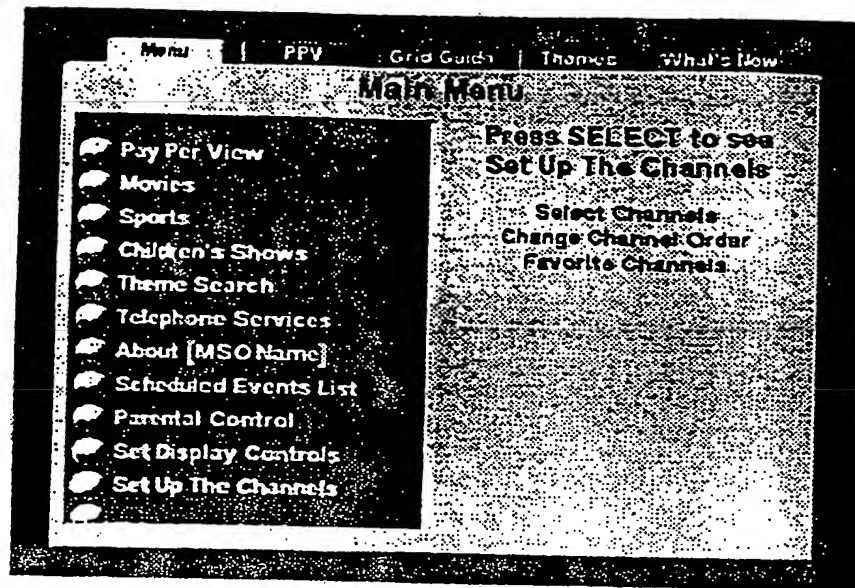 Menu | PPV Grid Guide | Themes What's Now
Main Menu
Pay Per View
Movies
Sports
Children's Shows
Theme Search
Telephone Services
About [MSO Name]
Scheduled Events List
Parental Control
Set Display Controls
Set Up The Channels
Press SELECT to see
Set Up The Channels
Select Channels
Change Channel Order
Favorite Channels